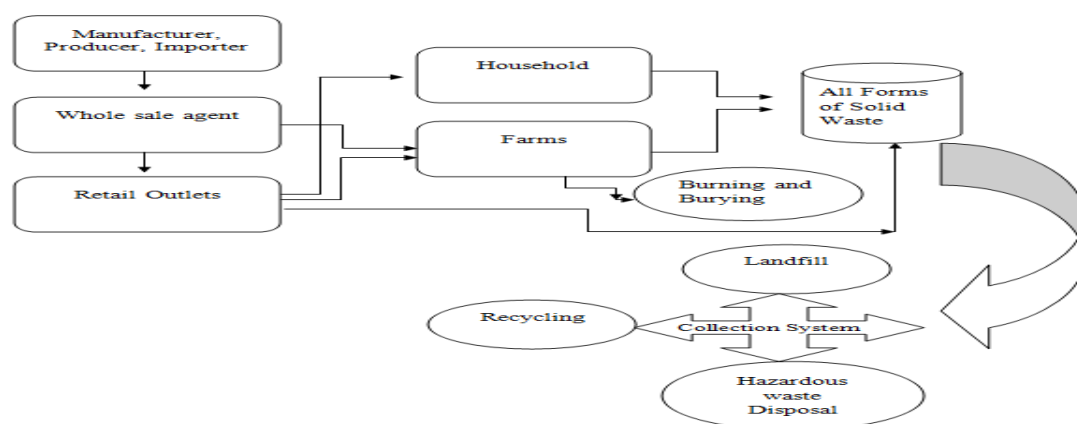 Manufacturer,
Producer, Importer
Whole sale agent
Retail Outlets
Household
Farms
Burning and
Burying
All Forms
of Solid
Waste
Landfill
Recycling
Collection System
Hazardous
waste
Disposal